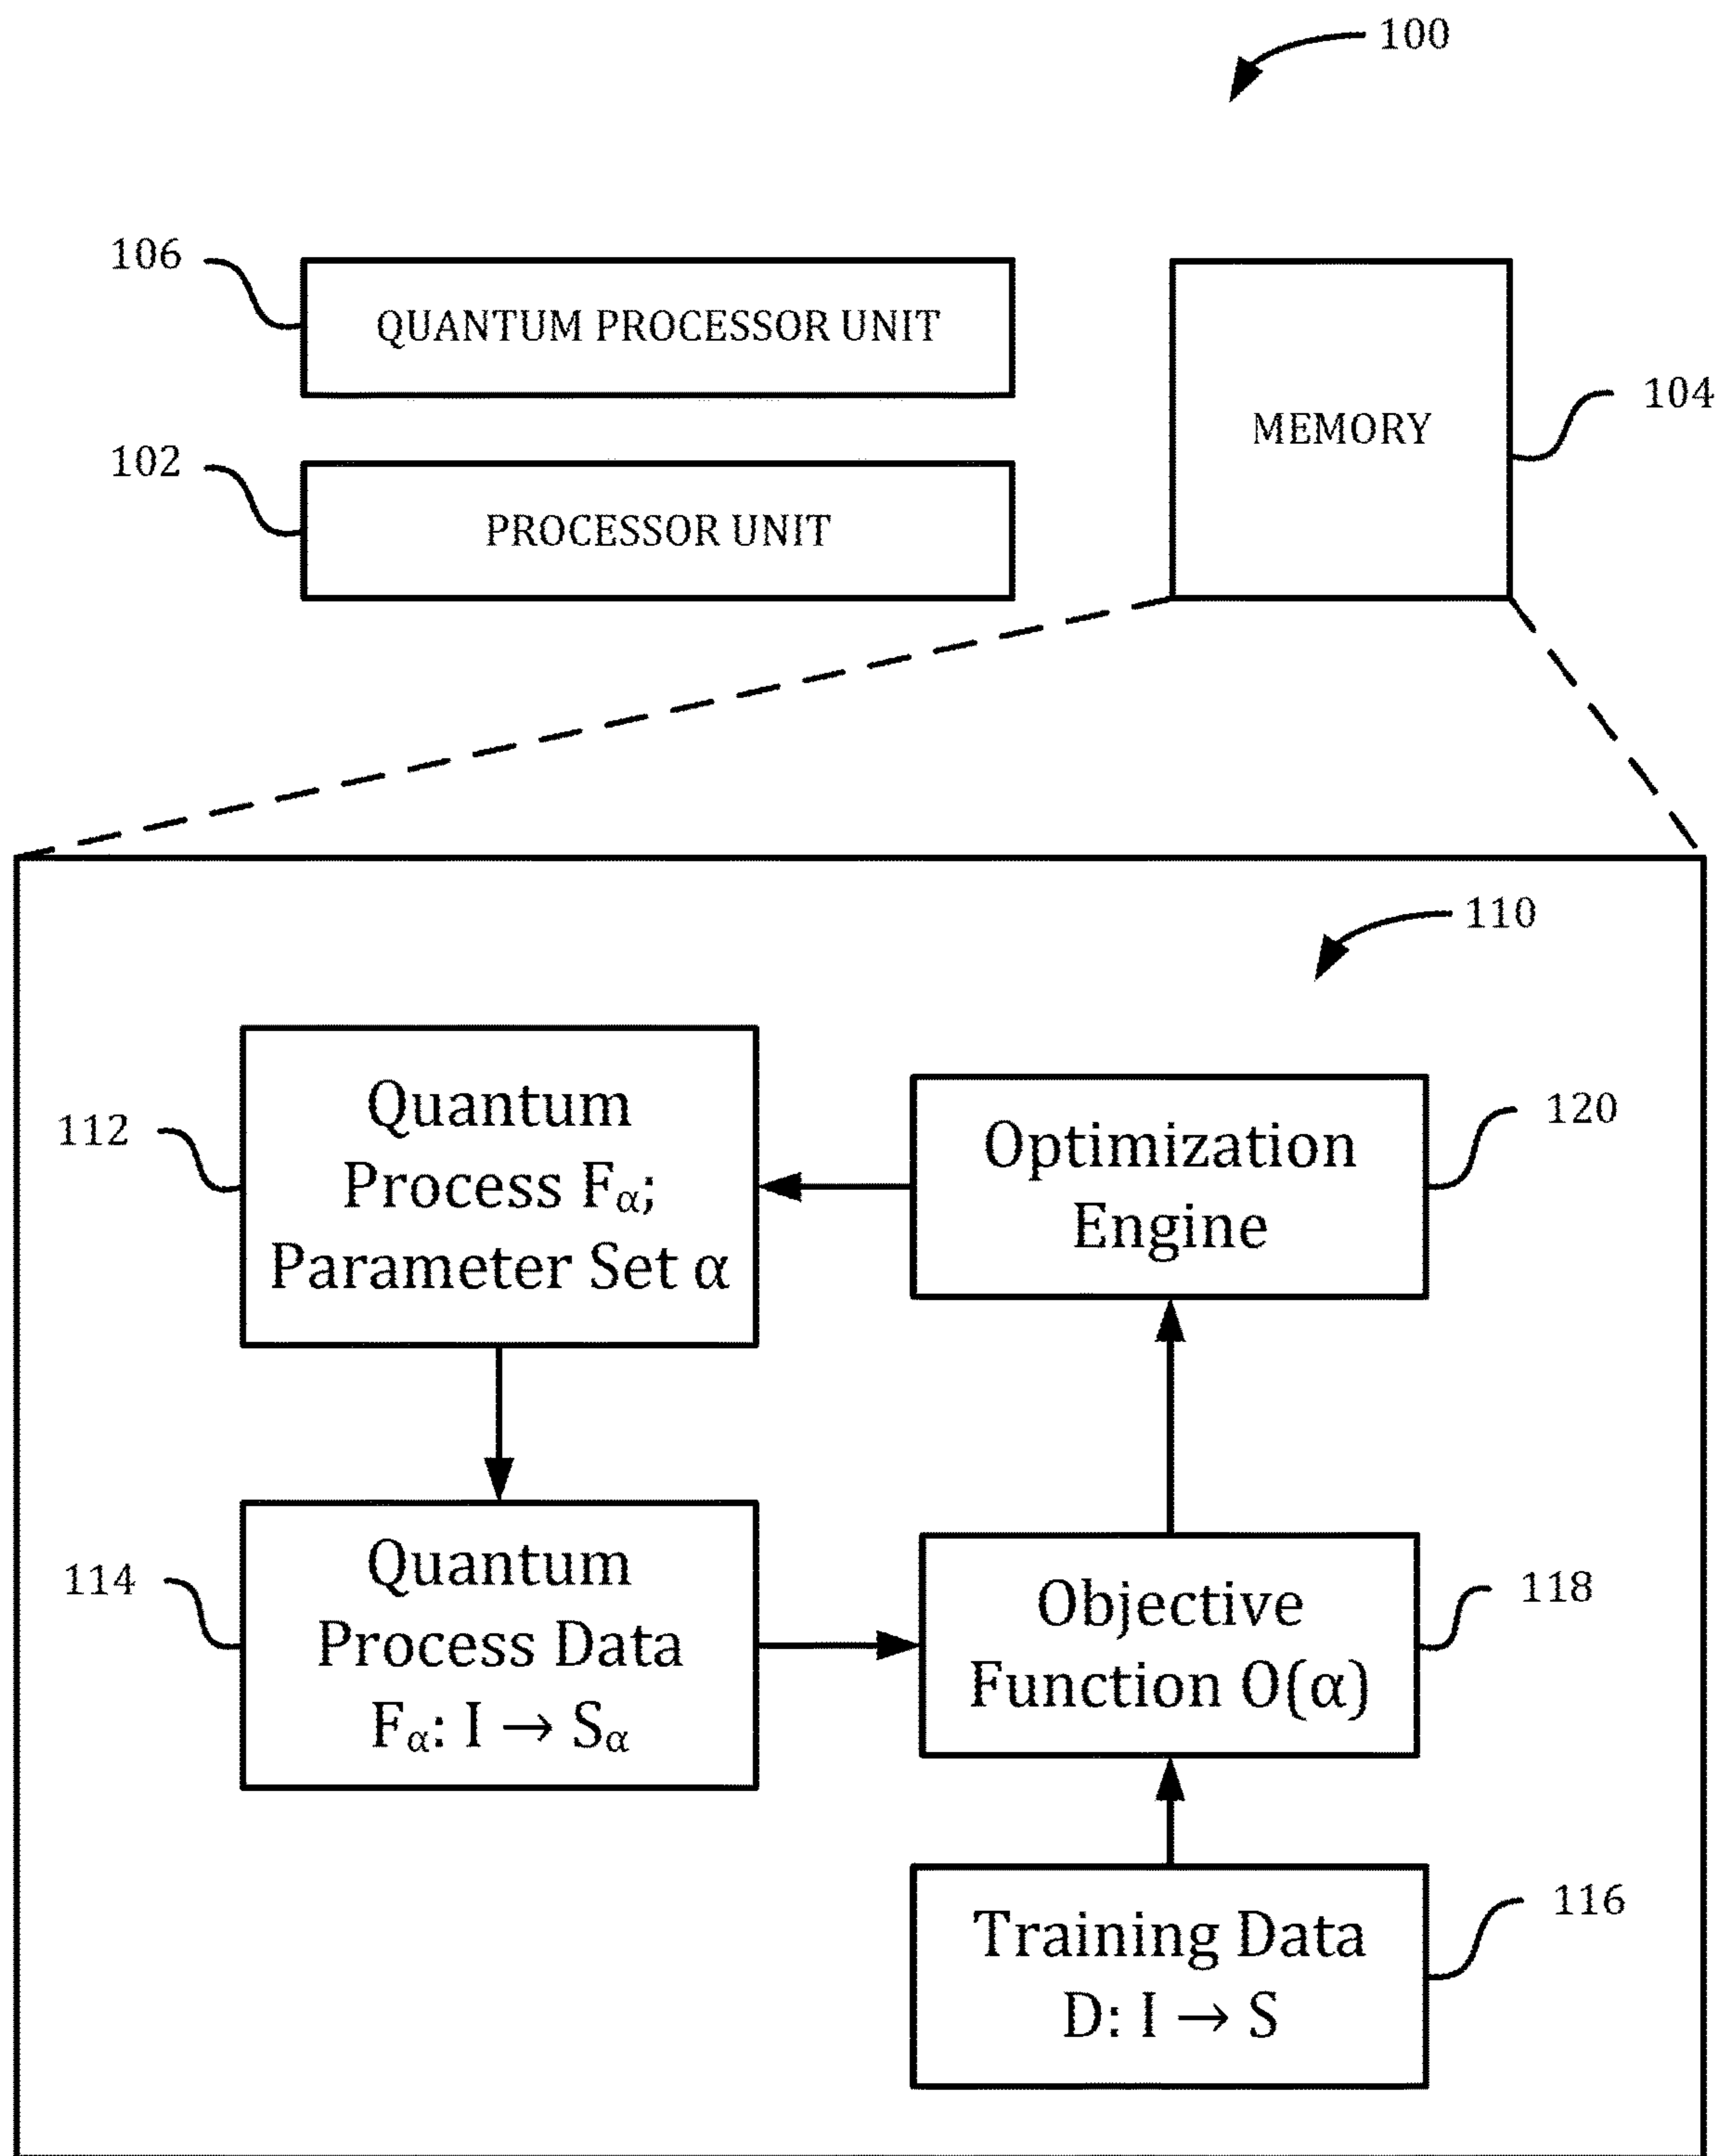 100
106
QUANTUM PROCESSOR UNIT
MEMORY
104
102
PROCESSOR UNIT
110
112
Quantum
Process Fα;
Parameter Set α
Optimization
Engine
120
114
Quantum
Process Data
Fα: I → Sα
Objective
Function O(α)
118
Training Data
D: I → S
116